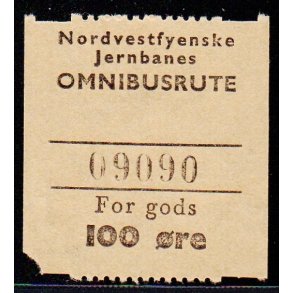 Nordvestfyenske
Jernbanes
OMNIBUSRUTE
09090
For gods
100 øre